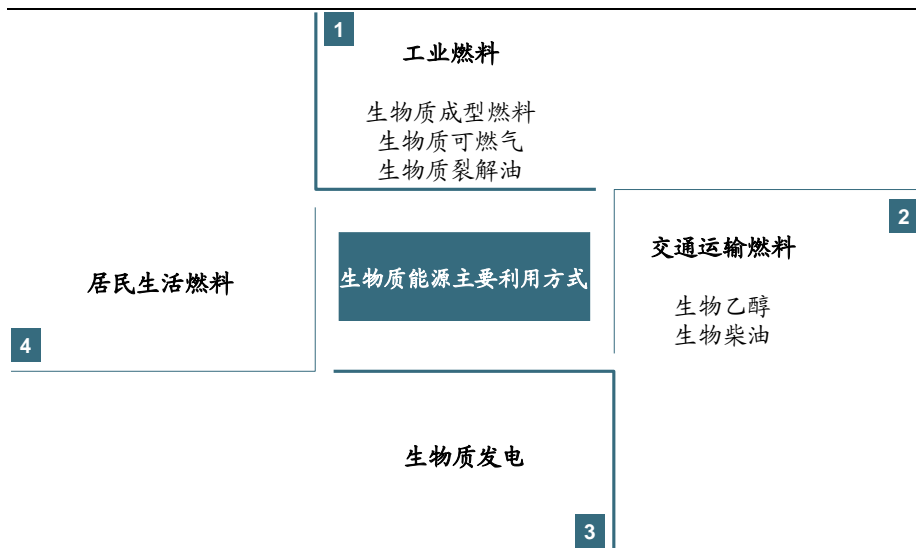 1
工业燃料
生物质成型燃料
生物质可燃气
生物质裂解油
2
交通运输燃料
生物乙醇
生物柴油
生物质能源主要利用方式
居民生活燃料
4
生物质发电
3